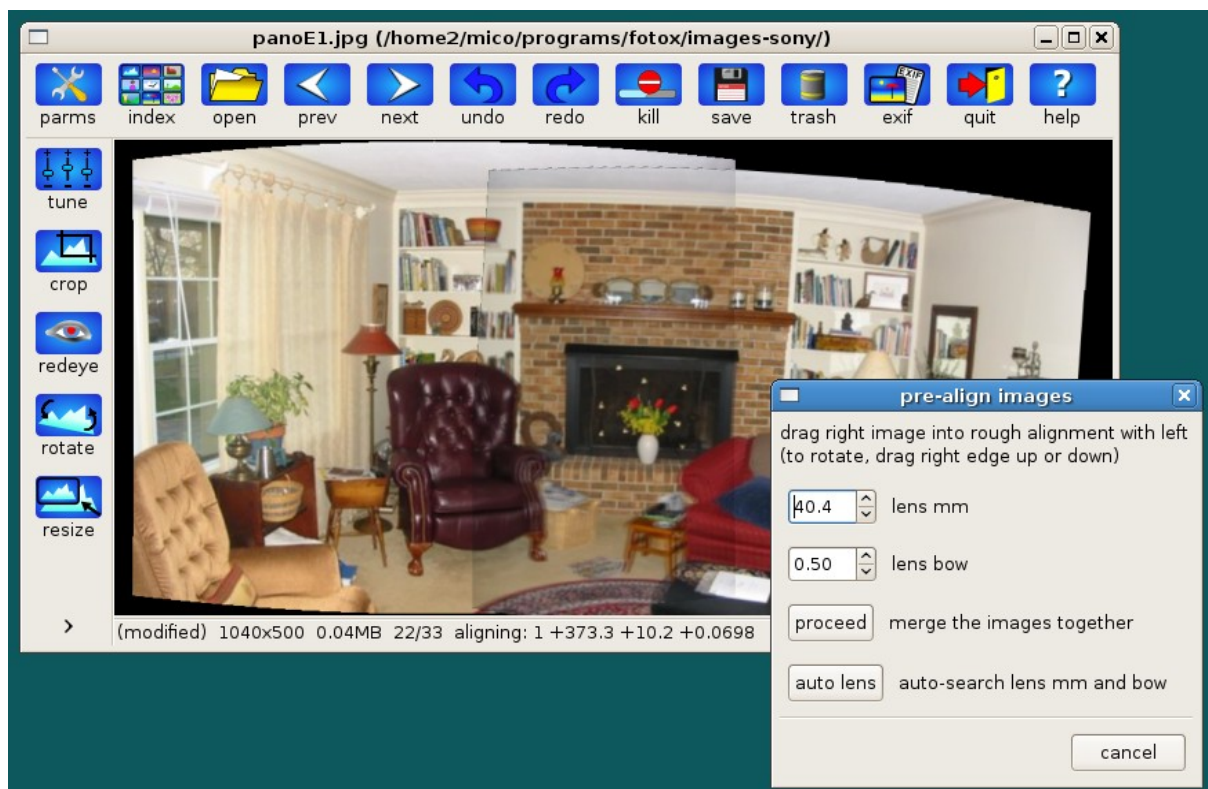 panoE1.jpg (/home2/mico/programs/fotox/images-sony/)
parms index open prev next undo redo kill save trash exif quit help
EXIF
?
tune
crop
redeye
rotate
resize
(modified) 1040x500 0.04MB 22/33 aligning: 1 +373.3 +10.2 +0.0698
pre-align images
drag right image into rough alignment with left
(to rotate, drag right edge up or down)
40.4 lens mm
0.50 lens bow
proceed merge the images together
auto lens auto-search lens mm and bow
cancel